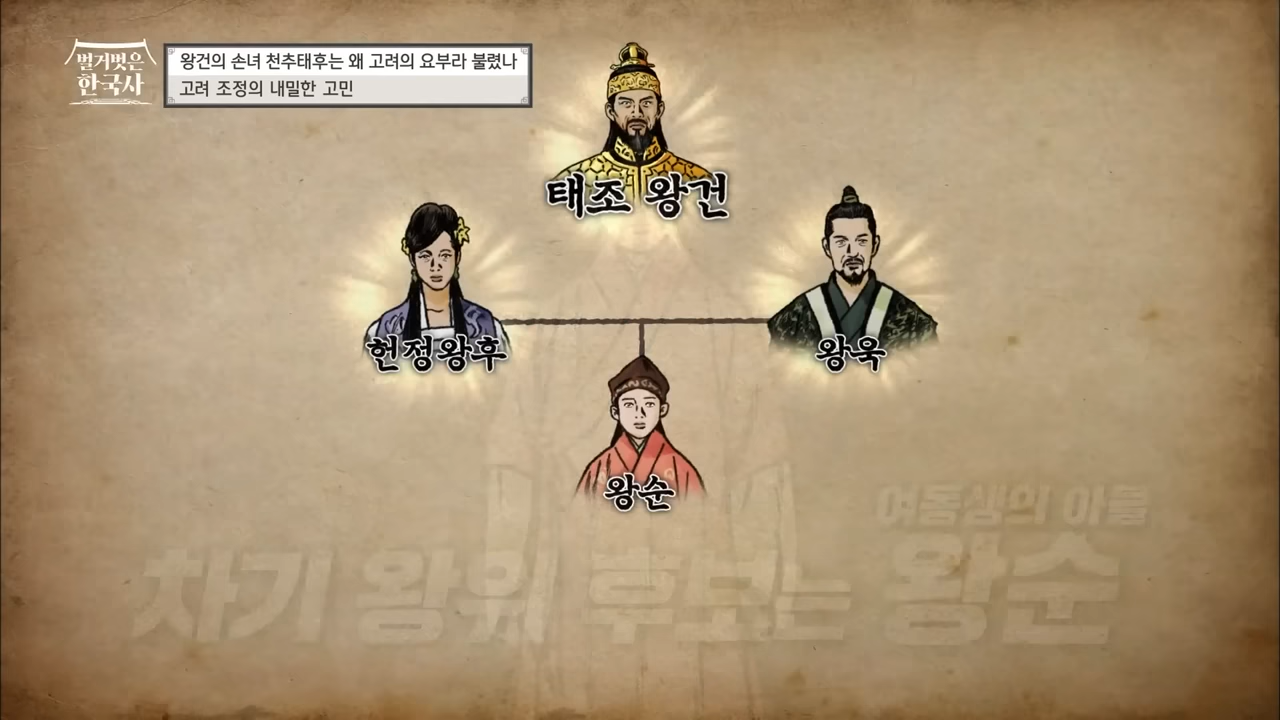 벌거벗은
한국사
왕건의 손녀 천추태후는 왜 고려의 요부라 불렸나
고려 조정의 내밀한 고민
태조 왕건
헌정왕후
왕욱
왕순
여동생의 아들
차기 왕위 후보는 왕순